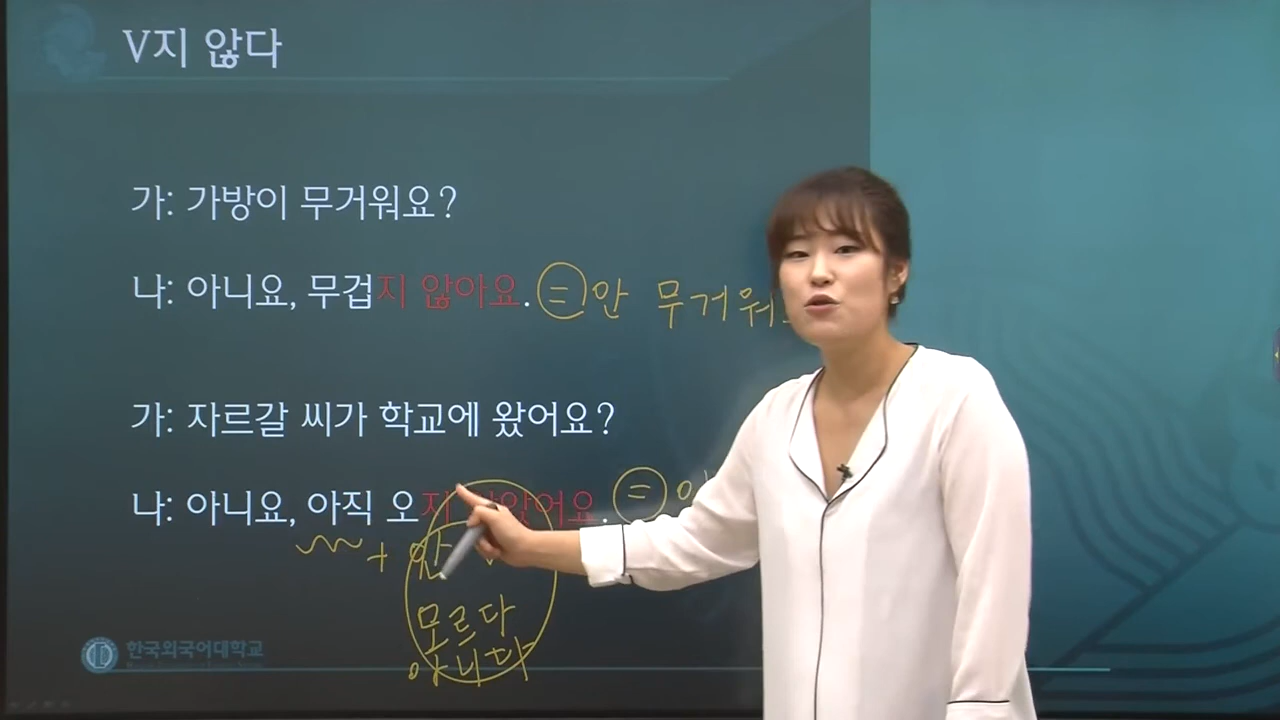 V지 않다
가: 가방이 무거워요?
나: 아니요, 무겁지 않아요. = 안 무거워
가: 자르갈 씨가 학교에 왔어요?
나: 아니요, 아직 오지 않았어요. =
+ 안
모르다
아니다
한국외국어대학교